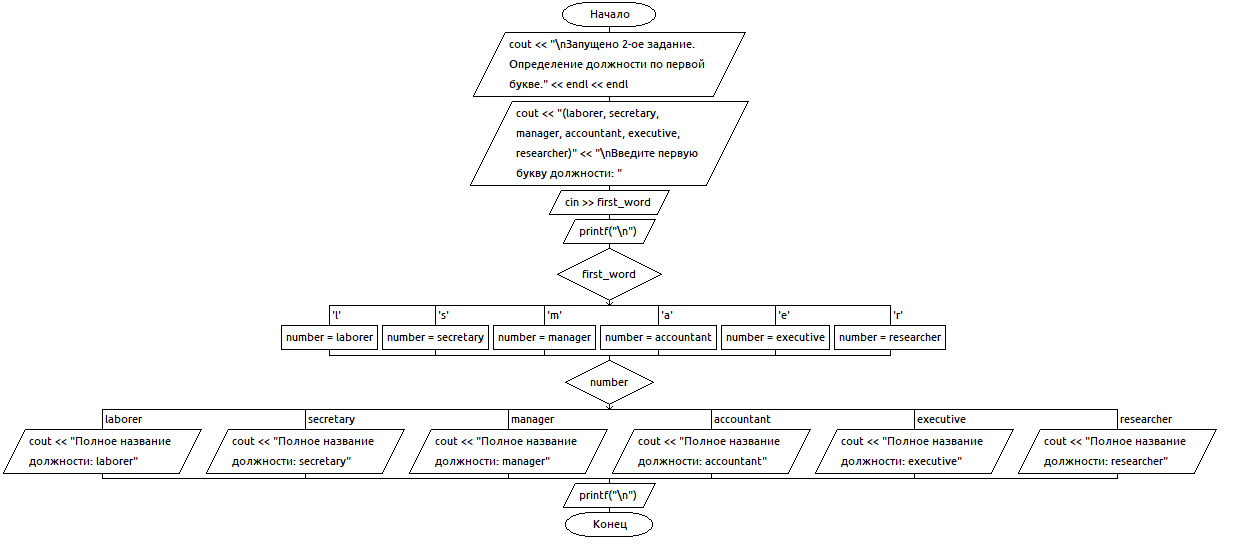 Начало
cout << "\nЗапущено 2-ое задание.
Определение должности по первой
букве." << endl << endl
cout << "(laborer, secretary,
manager, accountant, executive,
researcher)" << "\nВведите первую
букву должности: "
cin >> first_word
printf("\n")
first_word
'l'
's'
'm'
'a'
'e'
'r'
number = laborer
number = secretary
number = manager
number = accountant
number = executive
number = researcher
number
laborer
secretary
manager
accountant
executive
researcher
cout << "Полное название
должности: laborer"
cout << "Полное название
должности: secretary"
cout << "Полное название
должности: manager"
cout << "Полное название
должности: accountant"
cout << "Полное название
должности: executive"
cout << "Полное название
должности: researcher"
printf("\n")
Конец